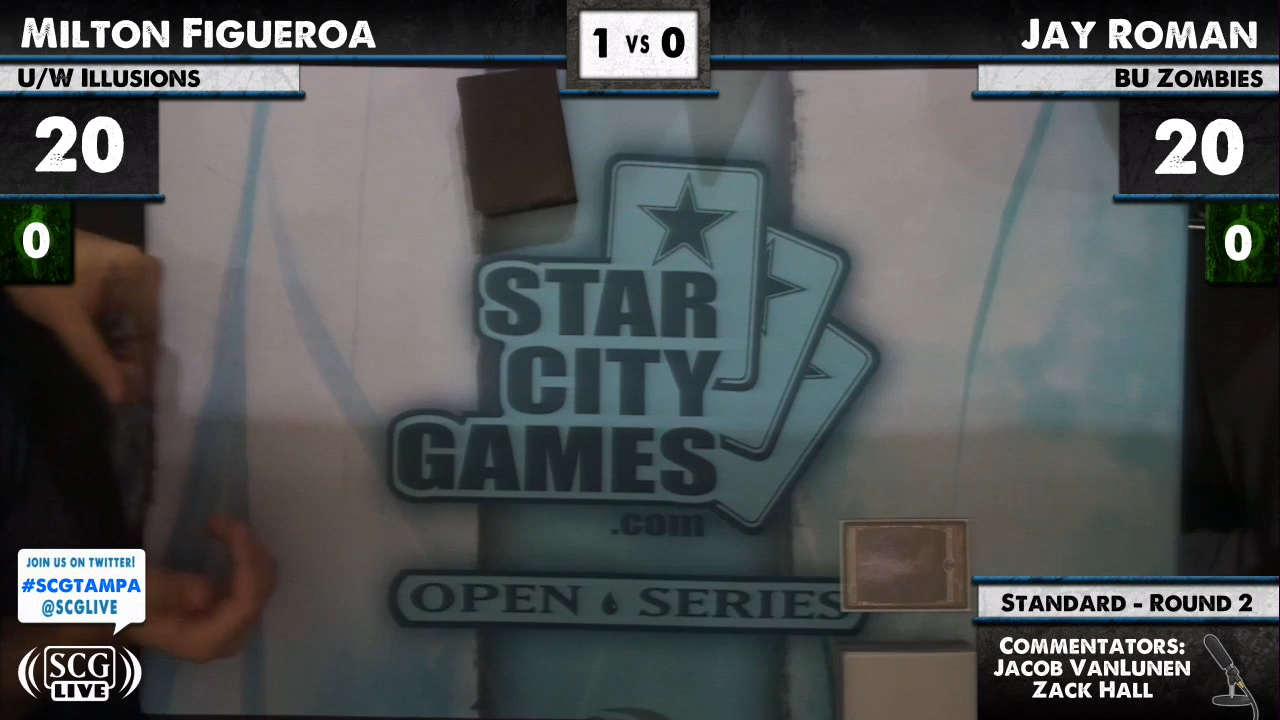 MILTON FIGUEROA
U/W ILLUSIONS
20
0
1 VS 0
JAY ROMAN
BU ZOMBIES
20
0
STAR
CITY
GAMES
.com
OPEN SERIES
JOIN US ON TWITTER!
#SCGTAMPA
@SCGLIVE
SCG
LIVE
STANDARD - ROUND 2
COMMENTATORS:
JACOB VANLUNEN
ZACK HALL